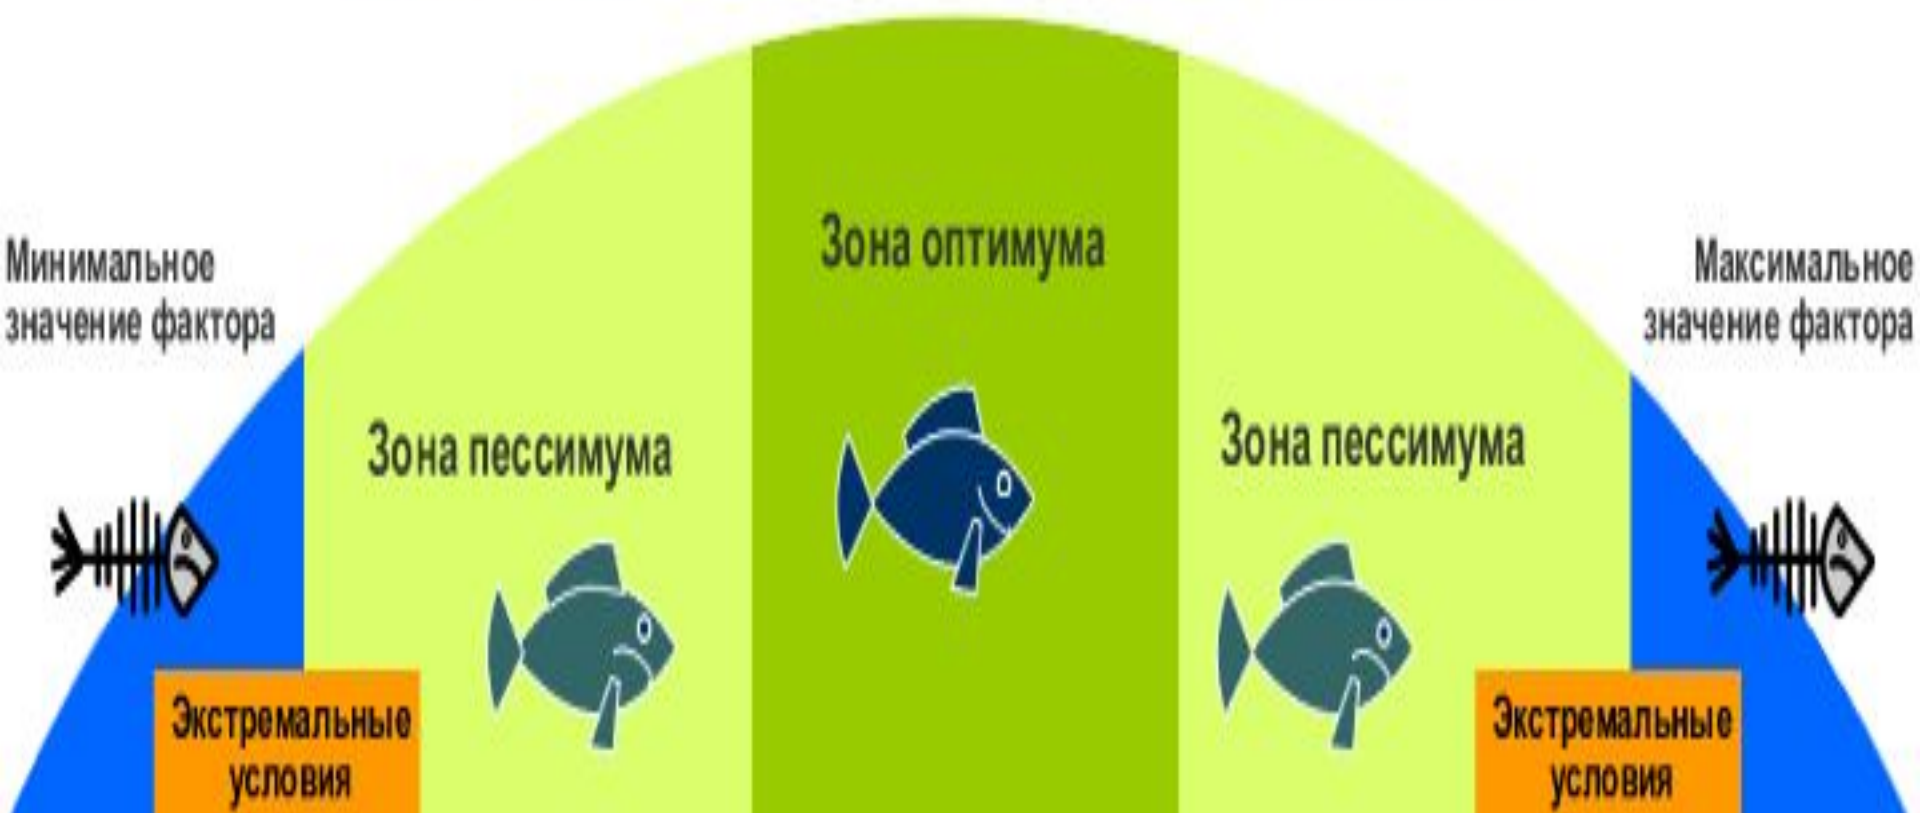 Зона оптимума
Минимальное
значение фактора
Максимальное
значение фактора
Зона пессимума
Зона пессимума
Экстремальные
условия
Экстремальные
условия